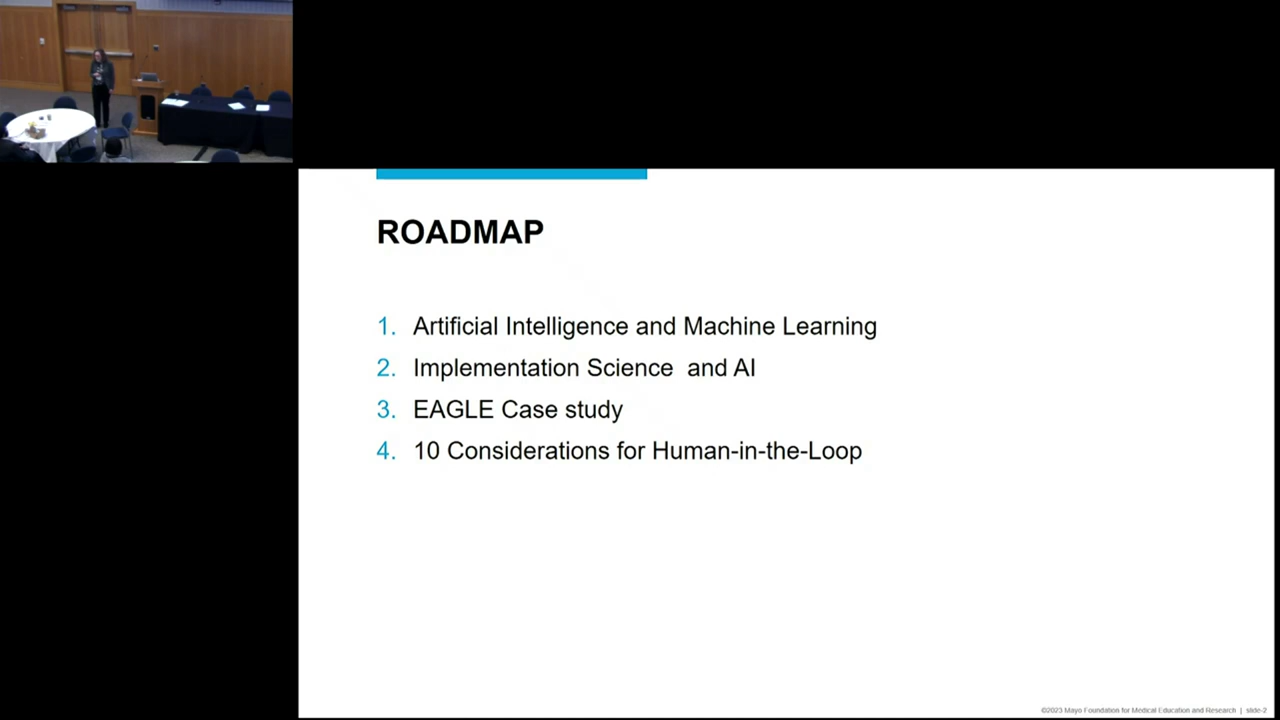 ROADMAP
1. Artificial Intelligence and Machine Learning
2. Implementation Science  and AI
3. EAGLE Case study
4. 10 Considerations for Human-in-the-Loop
©2023 Mayo Foundation for Medical Education and Research | slide-2